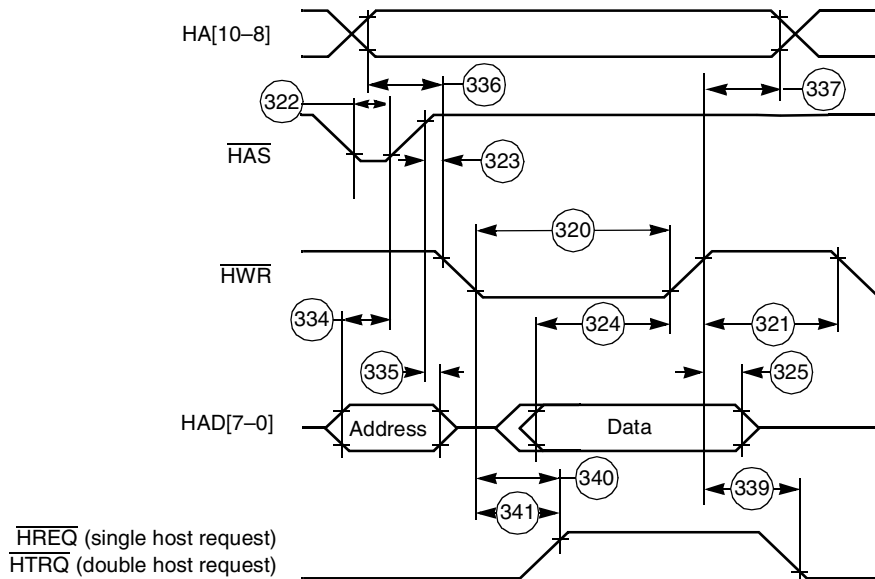 HA[10–8]
336
337
322
HAS
323
320
HWR
334
324
321
335
325
HAD[7–0]
Address
Data
340
341
339
HREQ (single host request)
HTRQ (double host request)